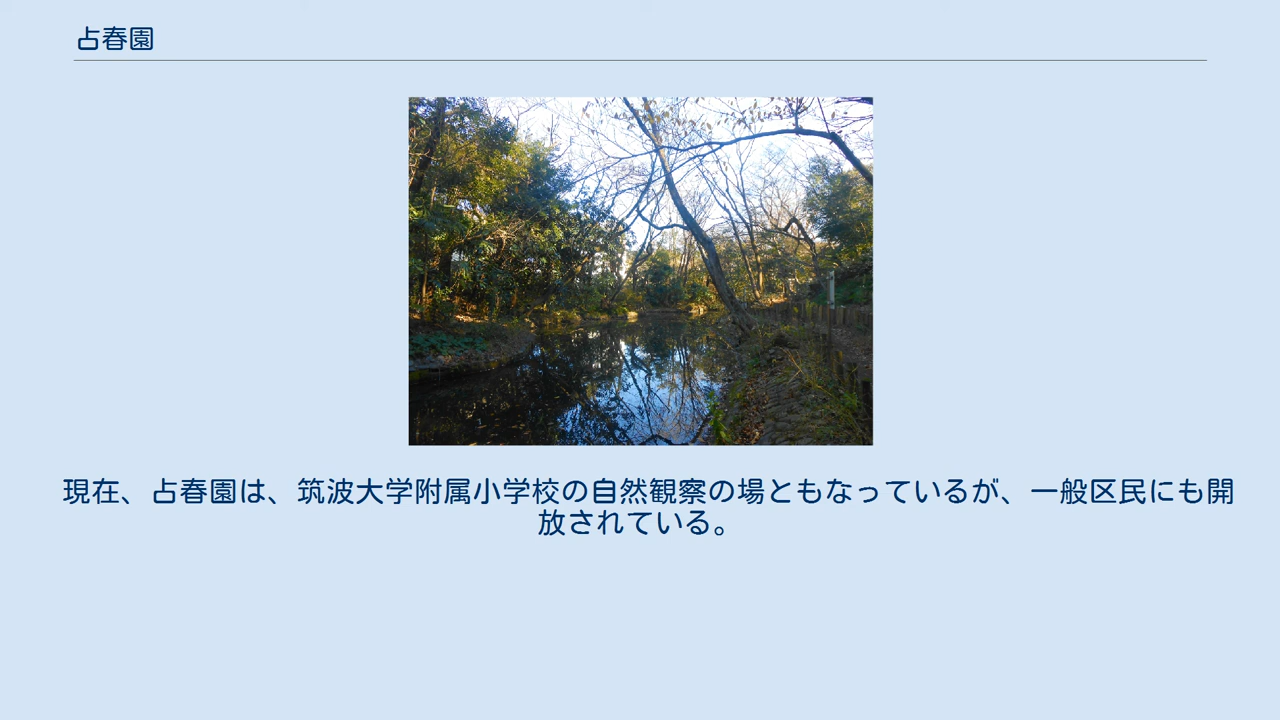 占春園
現在、占春園は、筑波大学附属小学校の自然観察の場ともなっているが、一般区民にも開
放されている。